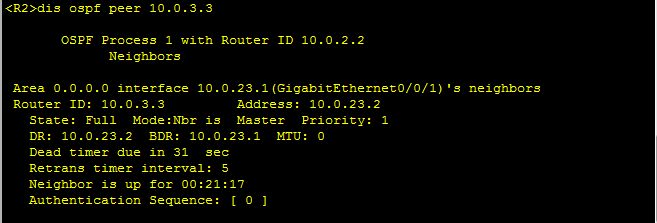 <R2>dis ospf peer 10.0.3.3
OSPF Process 1 with Router ID 10.0.2.2
Neighbors
Area 0.0.0.0 interface 10.0.23.1(GigabitEthernet0/0/1)'s neighbors
Router ID: 10.0.3.3 Address: 10.0.23.2
State: Full Mode:Nbr is Master Priority: 1
DR: 10.0.23.2 BDR: 10.0.23.1 MTU: 0
Dead timer due in 31 sec
Retrans timer interval: 5
Neighbor is up for 00:21:17
Authentication Sequence: [ 0 ]